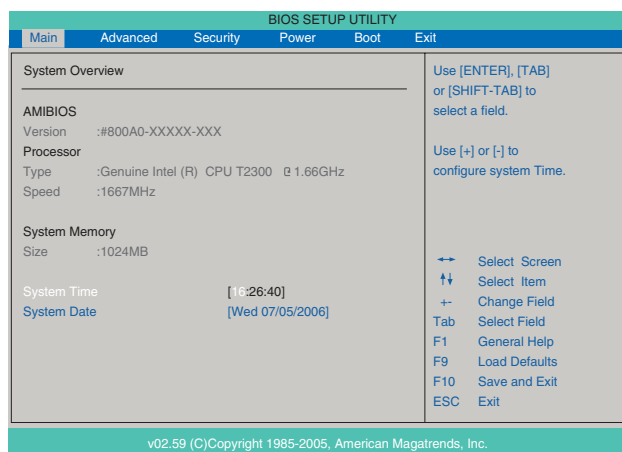 BIOS SETUP UTILITY
Main Advanced Security Power Boot Exit
System Overview
AMIBIOS
Version :#800A0-XXXXX-XXX
Processor
Type :Genuine Intel (R) CPU T2300 @ 1.66GHz
Speed :1667MHz
System Memory
Size :1024MB
System Time [16:26:40]
System Date [Wed 07/05/2006]
Use [ENTER], [TAB]
or [SHIFT-TAB] to
select a field.
Use [+] or [-] to
configure system Time.
↔ Select Screen
↑↓ Select Item
+- Change Field
Tab Select Field
F1 General Help
F9 Load Defaults
F10 Save and Exit
ESC Exit
v02.59 (C)Copyright 1985-2005, American Magatrends, Inc.